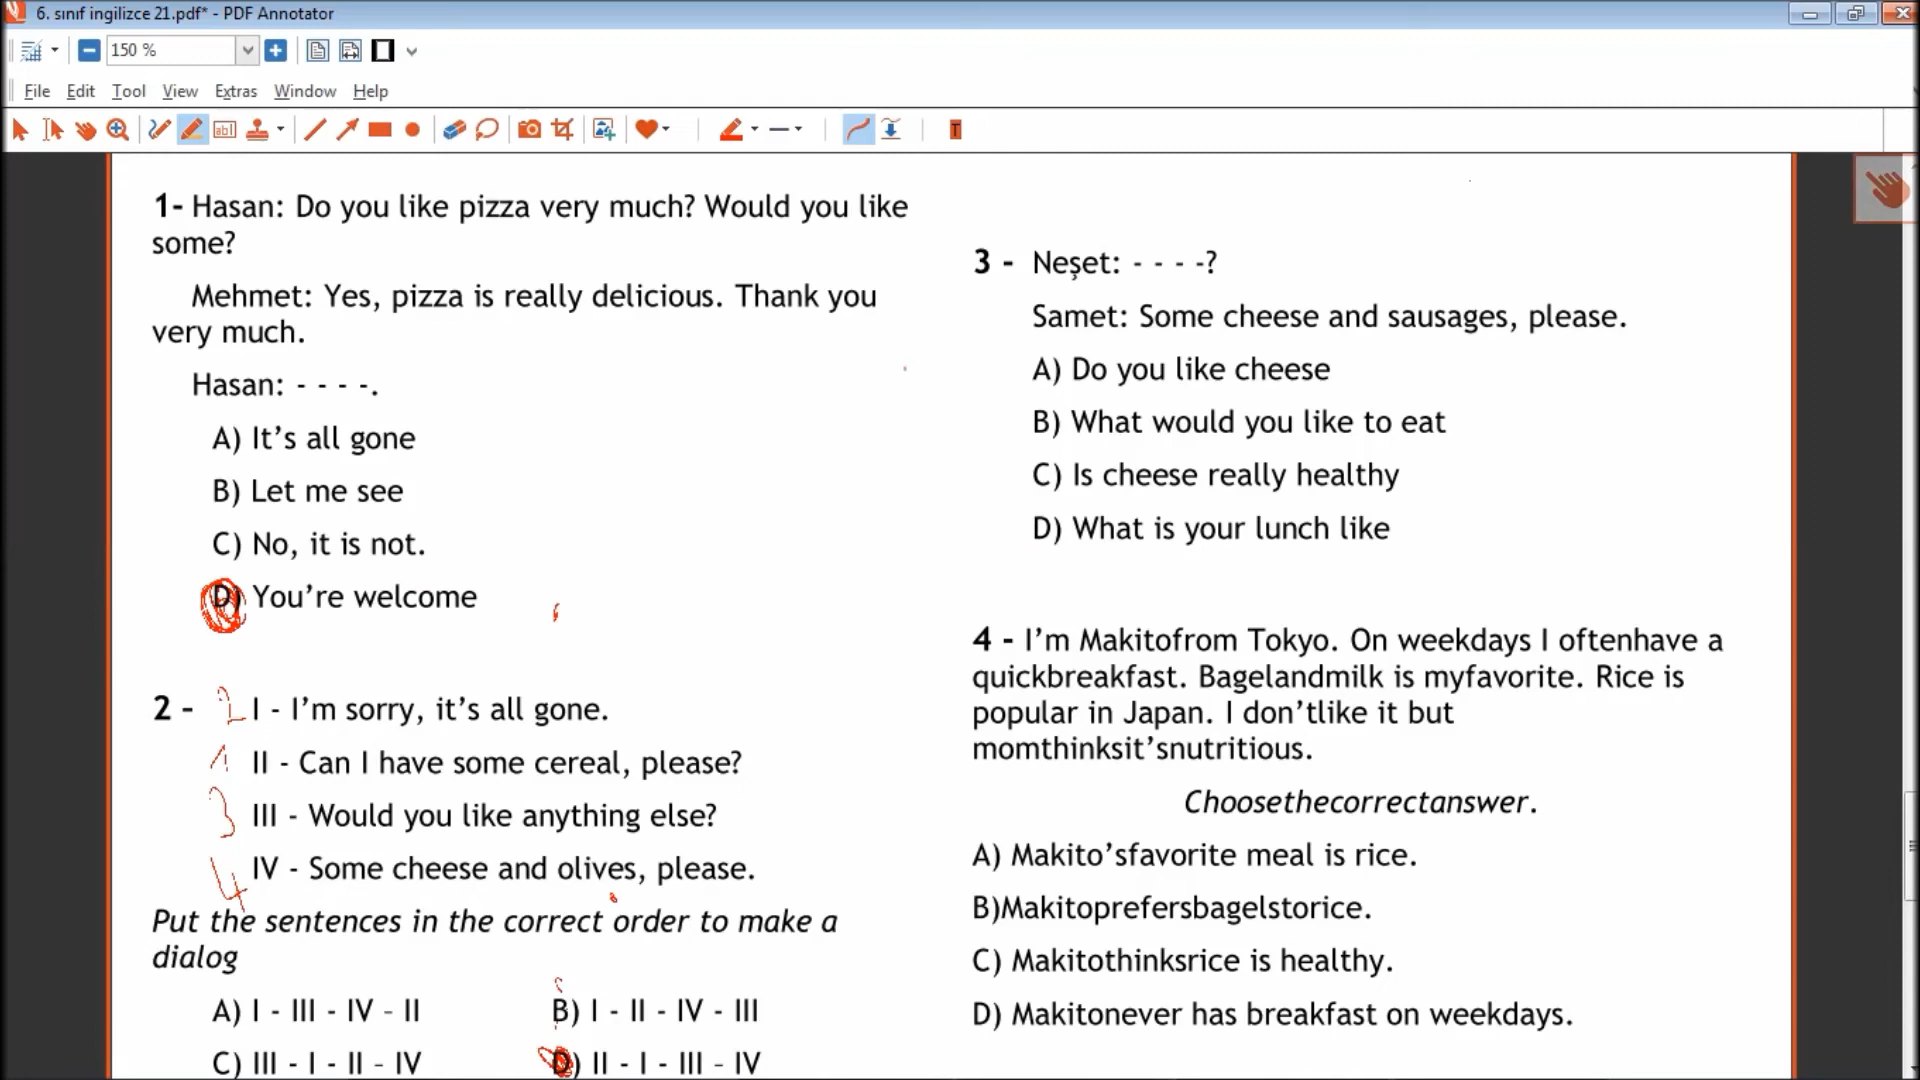 6. sınıf ingilizce 21.pdf* - PDF Annotator
150 %
File Edit Tool View Extras Window Help
1- Hasan: Do you like pizza very much? Would you like
some?
Mehmet: Yes, pizza is really delicious. Thank you
very much.
Hasan: - - - -.
A) It’s all gone
B) Let me see
C) No, it is not.
D) You’re welcome
2 - 2 I - I’m sorry, it’s all gone.
1 II - Can I have some cereal, please?
3 III - Would you like anything else?
4 IV - Some cheese and olives, please.
Put the sentences in the correct order to make a
dialog
A) I - III - IV - II B) I - II - IV - III
C) III - I - II - IV D) II - I - III - IV
3 - Neşet: - - - -?
Samet: Some cheese and sausages, please.
A) Do you like cheese
B) What would you like to eat
C) Is cheese really healthy
D) What is your lunch like
4 - I’m Makitofrom Tokyo. On weekdays I oftenhave a
quickbreakfast. Bagelandmilk is myfavorite. Rice is
popular in Japan. I don’tlike it but
momthinksit’snutritious.
Choosethecorrectanswer.
A) Makito’sfavorite meal is rice.
B)Makitoprefersbagelstorice.
C) Makitothinksrice is healthy.
D) Makitonever has breakfast on weekdays.